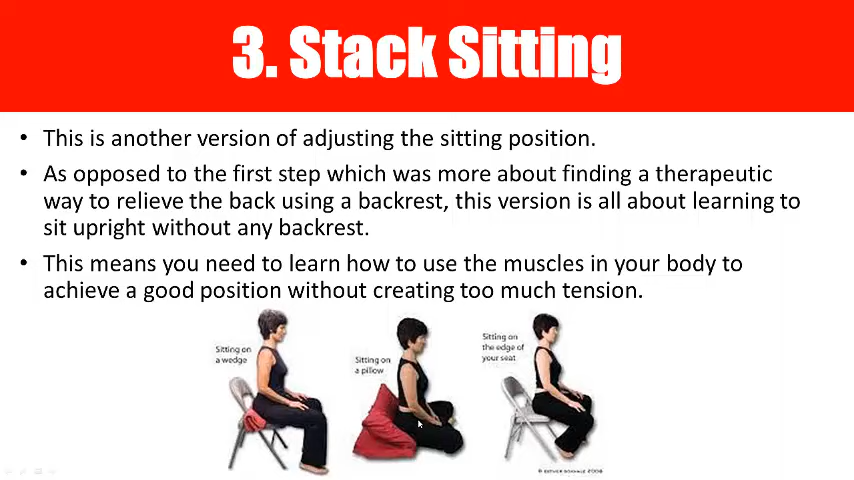 3. Stack Sitting
• This is another version of adjusting the sitting position.
• As opposed to the first step which was more about finding a therapeutic
way to relieve the back using a backrest, this version is all about learning to
sit upright without any backrest.
• This means you need to learn how to use the muscles in your body to
achieve a good position without creating too much tension.
Sitting on
a wedge
Sitting on
a pillow
Sitting on
the edge of
your seat
© ESTHER GOKHALE 2008